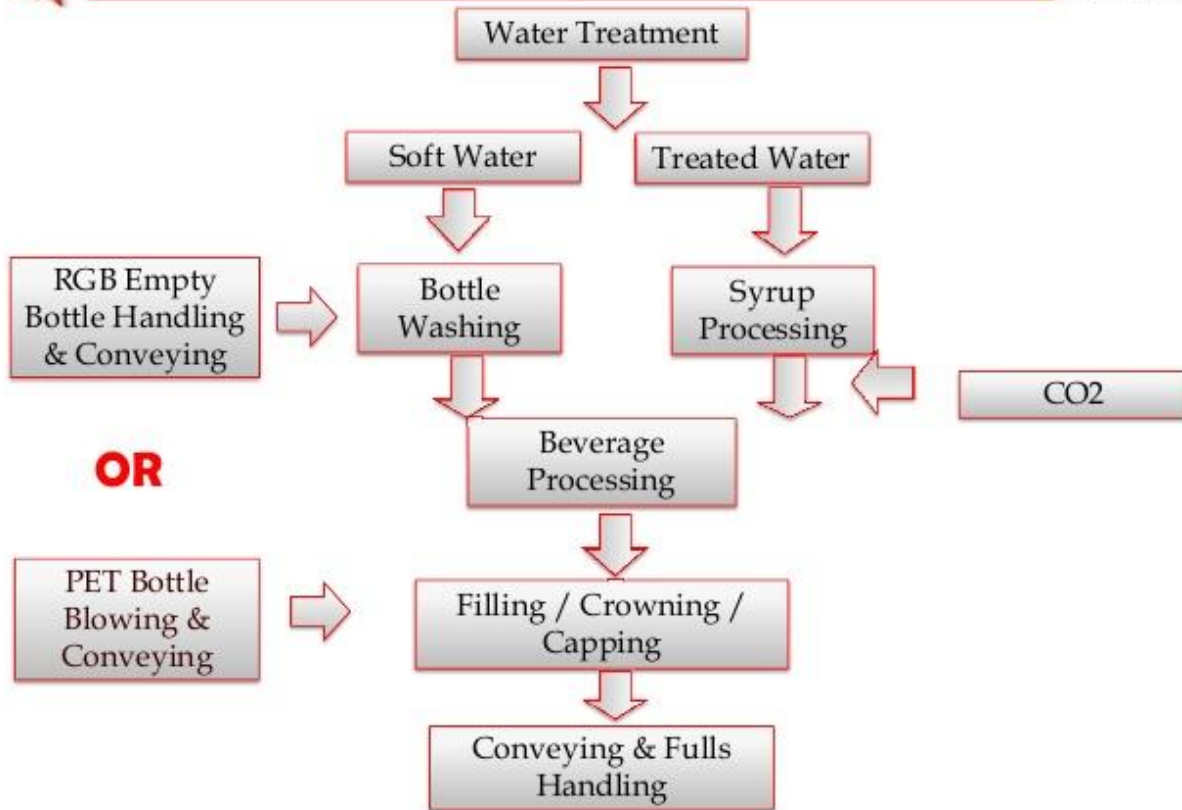 Water Treatment
Soft Water
Treated Water
RGB Empty
Bottle Handling
& Conveying
Bottle
Washing
Syrup
Processing
CO2
OR
Beverage
Processing
PET Bottle
Blowing &
Conveying
Filling / Crowning /
Capping
Conveying & Fulls
Handling